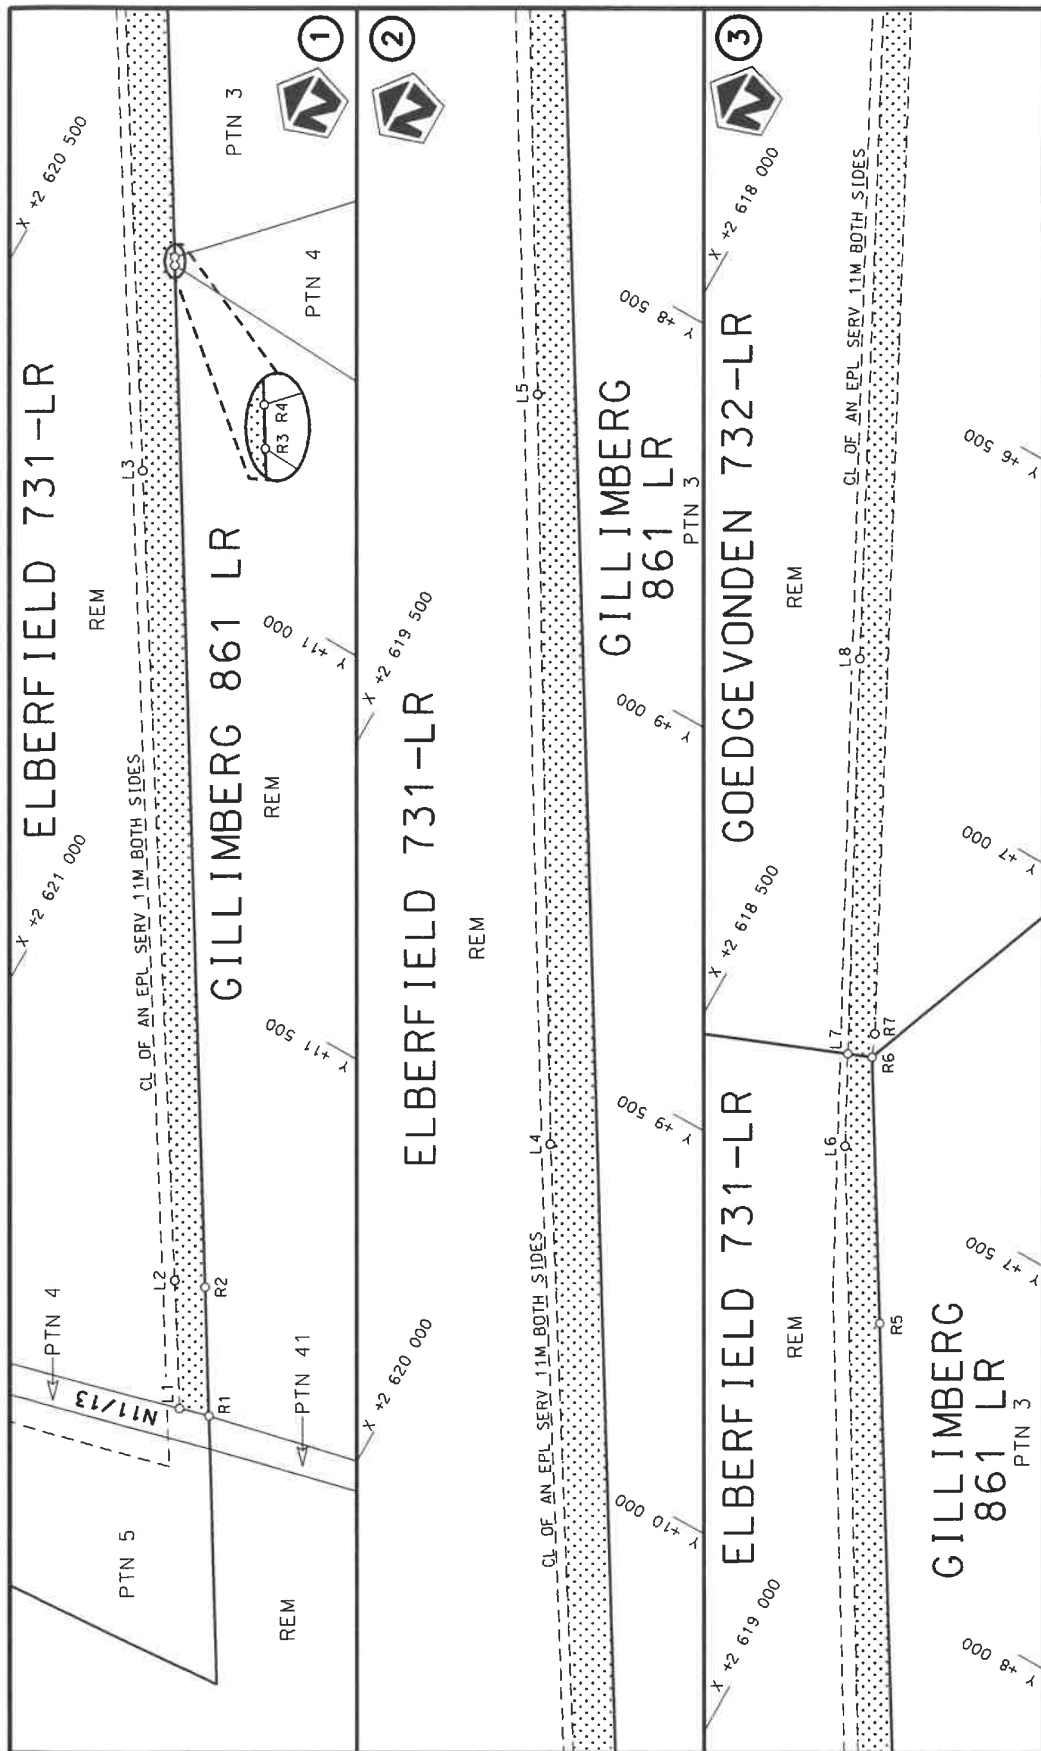 1
ELBERFIELD 731-LR
REM
X +2 621 000
X +2 620 500
PTN 4
N11/13
PTN 5
CL OF AN EPL SERV 11M BOTH SIDES
L1
L2
L3
R1
R2
R3 R4
GILLIMBERG 861 LR
REM
REM
PTN 41
PTN 4
PTN 3
Y +11 500
Y +11 000
2
ELBERFIELD 731-LR
REM
X +2 620 000
X +2 619 500
CL OF AN EPL SERV 11M BOTH SIDES
L4
L5
GILLIMBERG
861 LR
PTN 3
Y +10 000
Y +9 500
Y +9 000
Y +8 500
3
X +2 619 000
X +2 618 500
X +2 618 000
ELBERFIELD 731-LR
REM
GOEDGEVONDEN 732-LR
REM
CL OF AN EPL SERV 11M BOTH SIDES
L6
L7
L8
R5
R6
R7
GILLIMBERG
861 LR
PTN 3
Y +8 000
Y +7 500
Y +7 000
Y +6 500